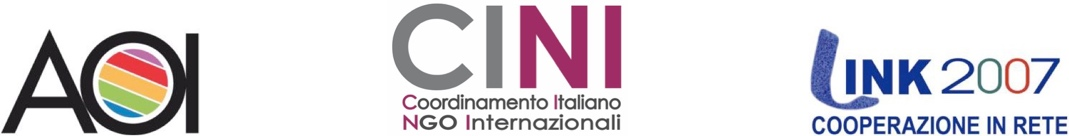 AOI
CINI
Coordinamento Italiano
NGO Internazionali
LINK 2007
COOPERAZIONE IN RETE